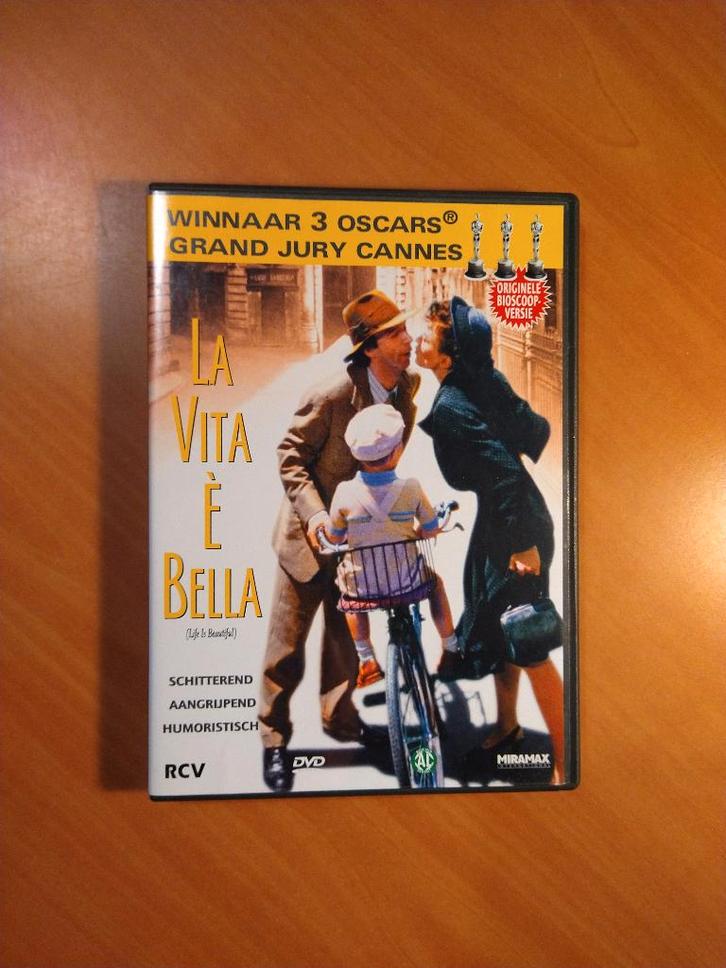 WINNAAR 3 OSCARS®
GRAND JURY CANNES
ORIGINELE
BIOSCOOP-
VERSIE
LA
VITA
È
BELLA
(Life Is Beautiful)
SCHITTEREND
AANGRIJPEND
HUMORISTISCH
RCV
DVD
AL
MIRAMAX